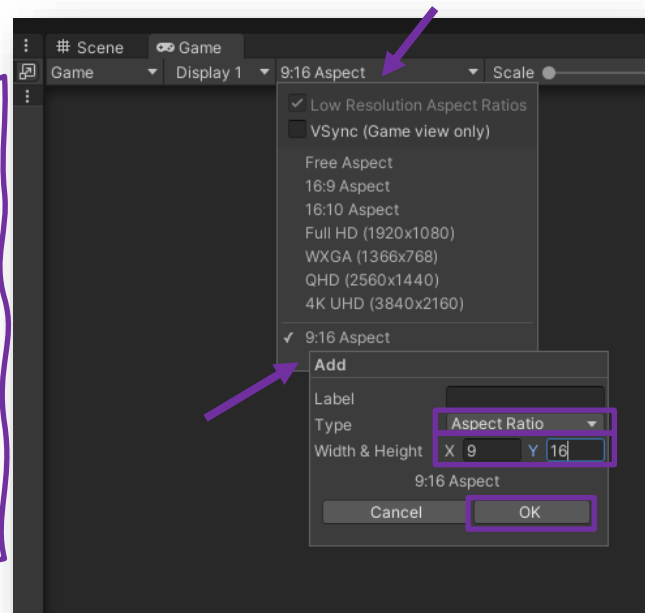 # Scene Game
Game Display 1 9:16 Aspect Scale
Low Resolution Aspect Ratios
VSync (Game view only)
Free Aspect
16:9 Aspect
16:10 Aspect
Full HD (1920x1080)
WXGA (1366x768)
QHD (2560x1440)
4K UHD (3840x2160)
9:16 Aspect
Add
Label
Type Aspect Ratio
Width & Height X 9 Y 16
9:16 Aspect
Cancel OK